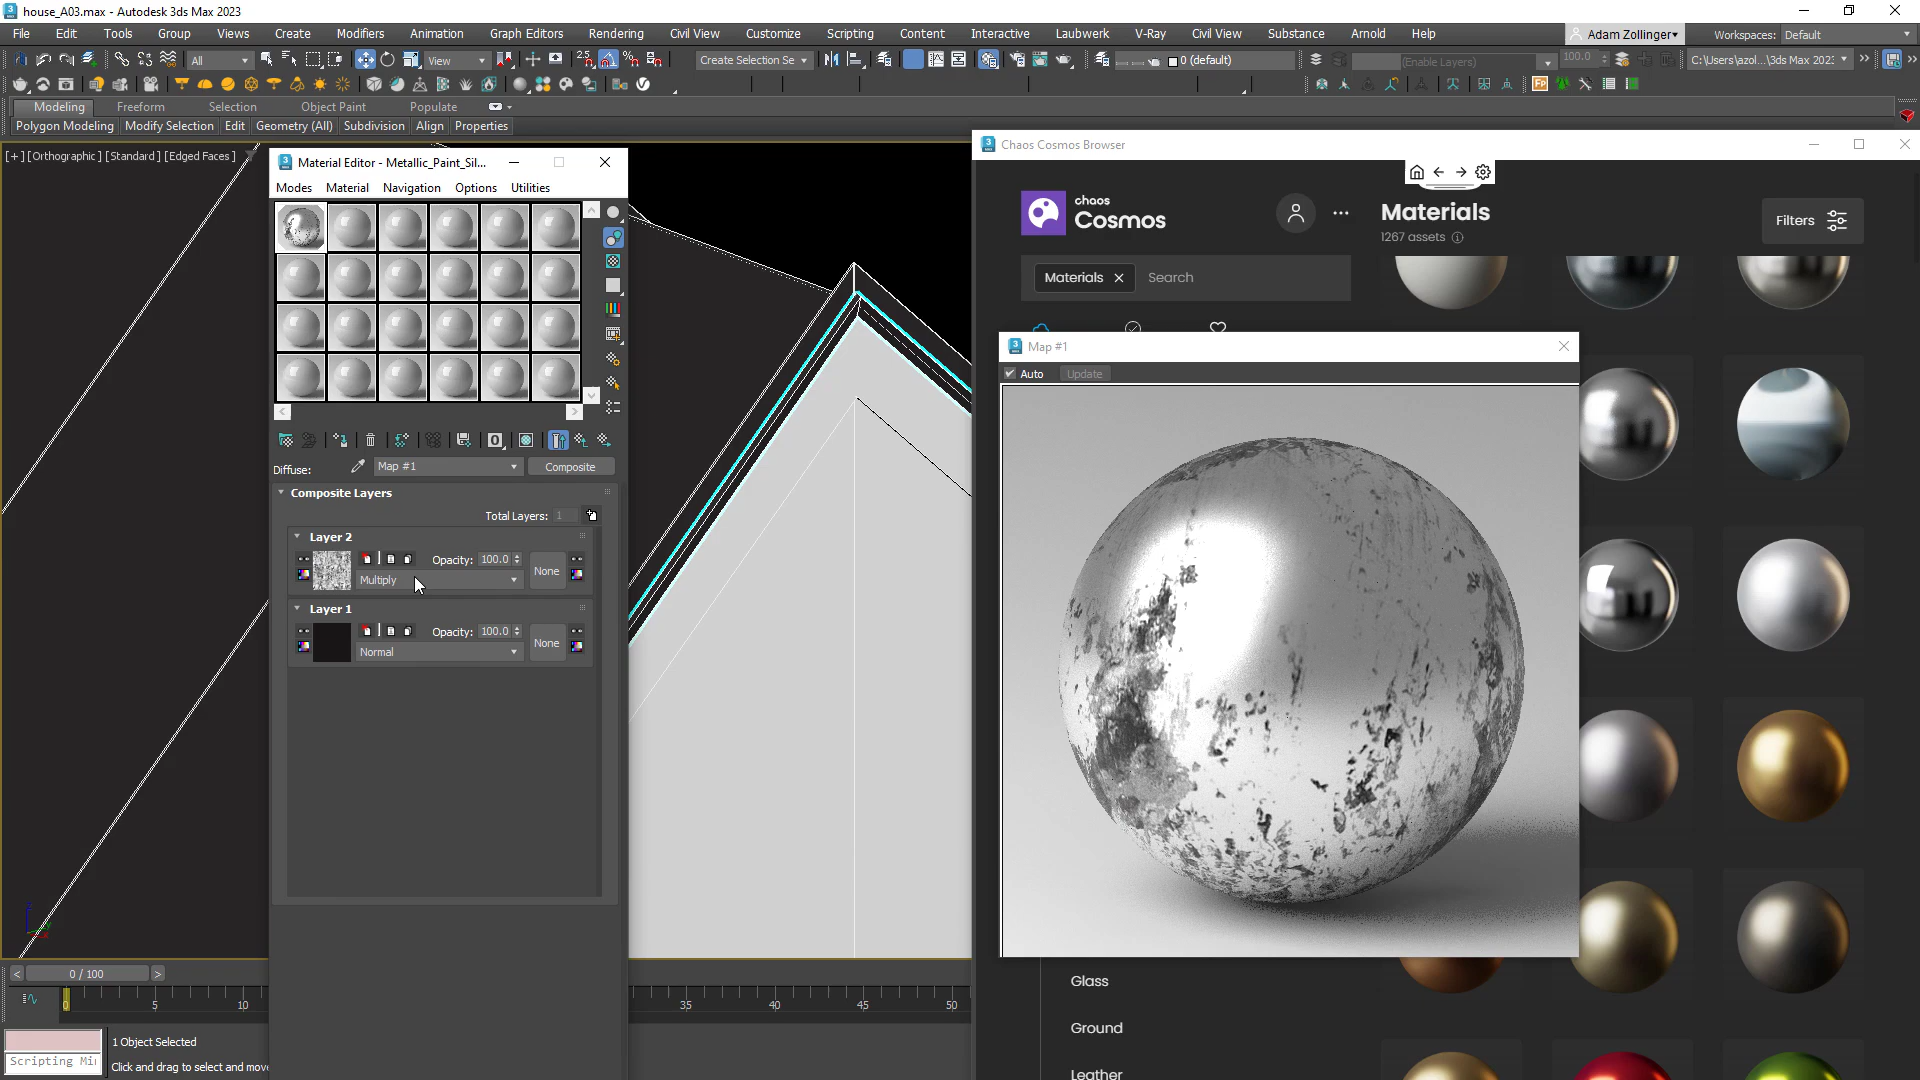 house_A03.max - Autodesk 3ds Max 2023
File Edit Tools Group Views Create Modifiers Animation Graph Editors Rendering Civil View Customize Scripting Content Interactive Laubwerk V-Ray Civil View Substance Arnold Help
Adam Zollinger Workspaces: Default
All View Create Selection Se 0 (default) (Enable Layers) 100.0 C:\Users\azol...\3ds Max 2023
Modeling Freeform Selection Object Paint Populate
Polygon Modeling Modify Selection Edit Geometry (All) Subdivision Align Properties
[+] [Orthographic] [Standard] [Edged Faces]
Material Editor - Metallic_Paint_Sil...
Modes Material Navigation Options Utilities
Diffuse: Map #1 Composite
Composite Layers
Total Layers: 1
Layer 2
Opacity: 100.0 None
Multiply
Layer 1
Opacity: 100.0 None
Normal
Chaos Cosmos Browser
chaos
Cosmos
Materials
1267 assets
Filters
Materials Search
Map #1
Auto Update
Glass
Ground
Leather
0 / 100
0 5 10 35 40 45 50
1 Object Selected
Scripting Mi
Click and drag to select and move